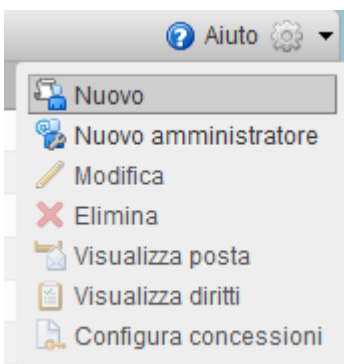 Aiuto
Nuovo
Nuovo amministratore
Modifica
Elimina
Visualizza posta
Visualizza diritti
Configura concessioni